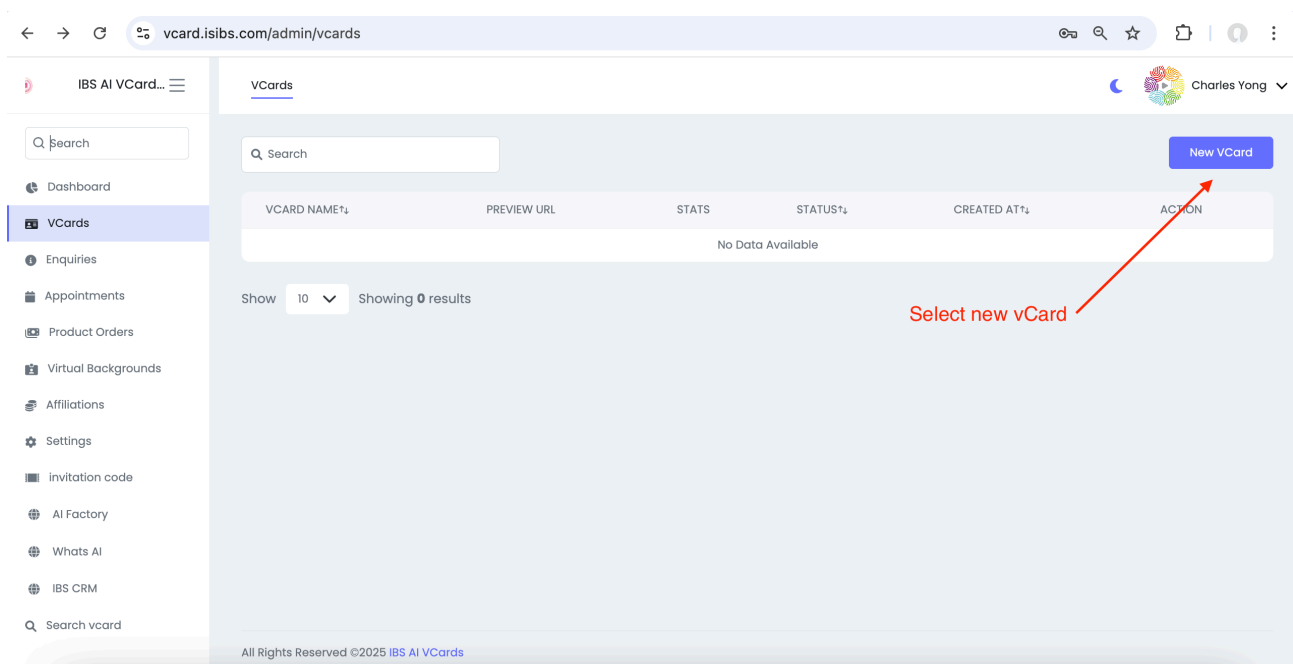 vcard.isibs.com/admin/vcards
IBS AI VCard...
VCards
Charles Yong
Search
Search
New VCard
Dashboard
VCards
Enquiries
Appointments
Product Orders
Virtual Backgrounds
Affiliations
Settings
invitation code
AI Factory
Whats AI
IBS CRM
Search vcard
VCARD NAME PREVIEW URL STATS STATUS CREATED AT ACTION
No Data Available
Show 10 Showing 0 results
Select new vCard
All Rights Reserved ©2025 IBS AI VCards